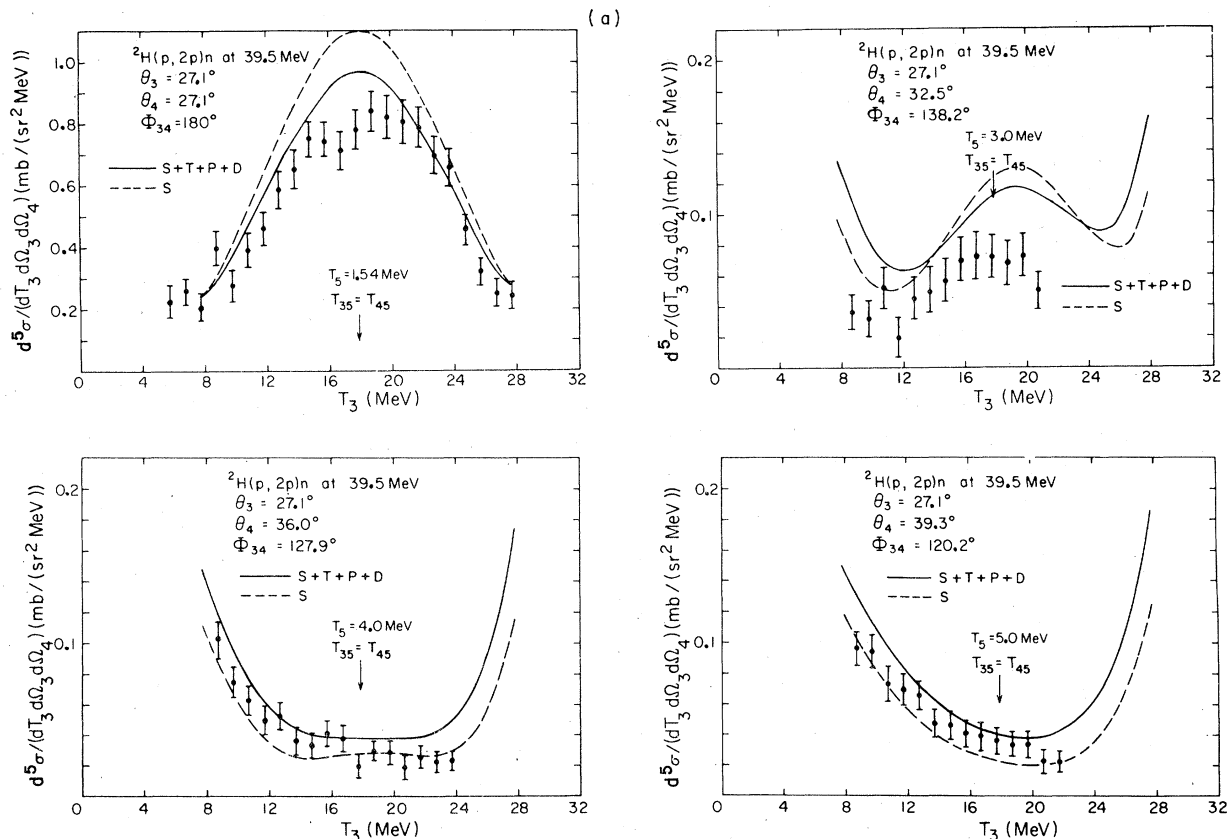 (a)
d⁵σ/(dT₃dΩ₃dΩ₄)(mb/(sr² MeV))
1.0
0.8
0.6
0.4
0.2
²H(p, 2p)n at 39.5 MeV
θ₃ = 27.1°
θ₄ = 27.1°
Φ₃₄ = 180°
S+T+P+D
S
T₅ = 1.54 MeV
T₃₅ = T₄₅
0 4 8 12 16 20 24 28 32
T₃ (MeV)
d⁵σ/(dT₃dΩ₃dΩ₄)(mb/(sr² MeV))
0.2
0.1
²H(p, 2p)n at 39.5 MeV
θ₃ = 27.1°
θ₄ = 32.5°
Φ₃₄ = 138.2°
T₅ = 3.0 MeV
T₃₅ = T₄₅
S+T+P+D
S
0 4 8 12 16 20 24 28 32
T₃ (MeV)
d⁵σ/(dT₃dΩ₃dΩ₄)(mb/(sr² MeV))
0.2
0.1
²H(p, 2p)n at 39.5 MeV
θ₃ = 27.1°
θ₄ = 36.0°
Φ₃₄ = 127.9°
S+T+P+D
S
T₅ = 4.0 MeV
T₃₅ = T₄₅
0 4 8 12 16 20 24 28 32
T₃ (MeV)
d⁵σ/(dT₃dΩ₃dΩ₄)(mb/(sr² MeV))
0.2
0.1
²H(p, 2p)n at 39.5 MeV
θ₃ = 27.1°
θ₄ = 39.3°
Φ₃₄ = 120.2°
S+T+P+D
S
T₅ = 5.0 MeV
T₃₅ = T₄₅
0 4 8 12 16 20 24 28 32
T₃ (MeV)